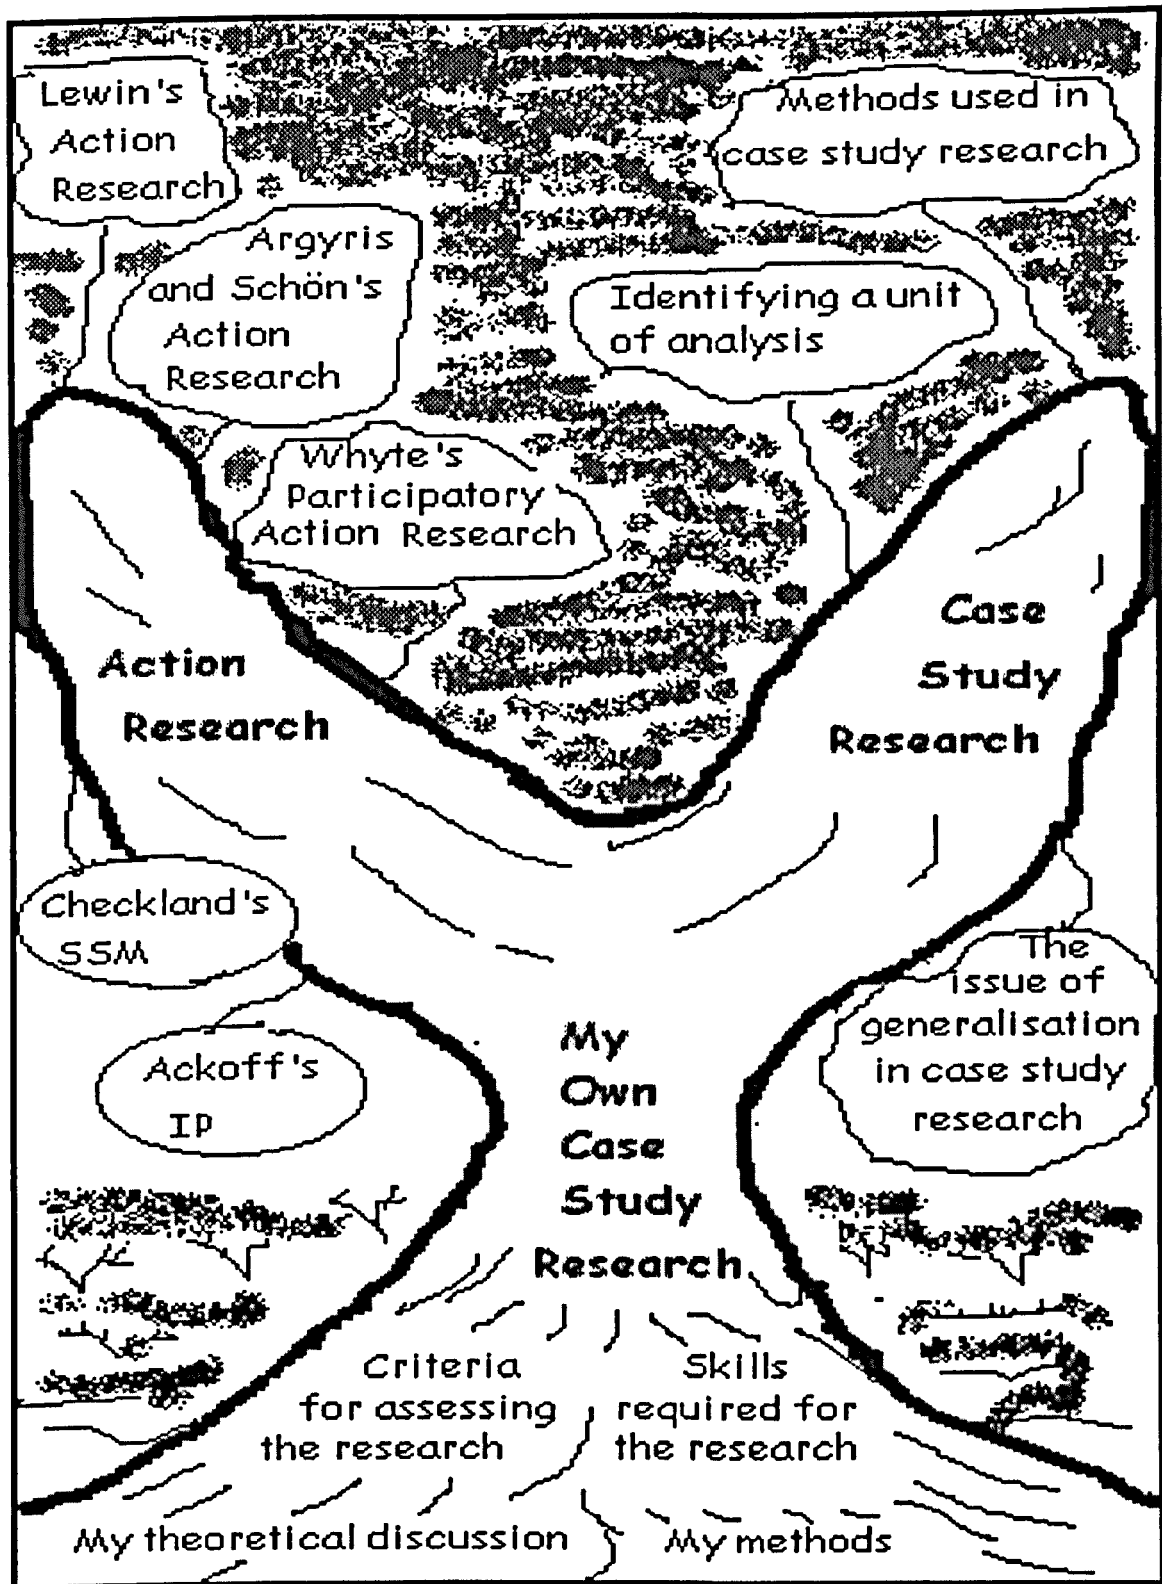 Lewin's
Action
Research
Methods used in
case study research
Argyris
and Schön's
Action
Research
Identifying a unit
of analysis
Whyte's
Participatory
Action Research
Action
Research
Case
Study
Research
Checkland's
SSM
Ackoff's
IP
The
issue of
generalisation
in case study
research
My
Own
Case
Study
Research
Criteria
for assessing
the research
Skills
required for
the research
My theoretical discussion
My methods